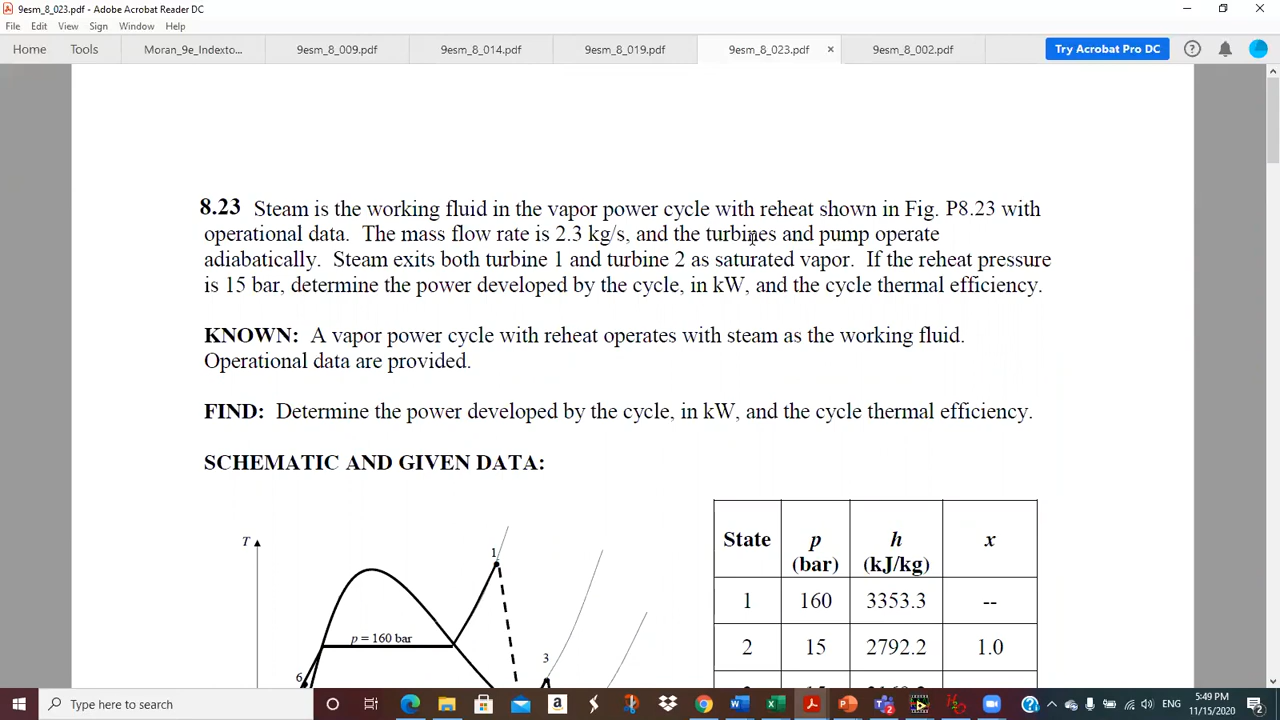 9esm_8_023.pdf - Adobe Acrobat Reader DC
File Edit View Sign Window Help
Home Tools Moran_9e_Indexto... 9esm_8_009.pdf 9esm_8_014.pdf 9esm_8_019.pdf 9esm_8_023.pdf × 9esm_8_002.pdf Try Acrobat Pro DC
8.23 Steam is the working fluid in the vapor power cycle with reheat shown in Fig. P8.23 with
operational data. The mass flow rate is 2.3 kg/s, and the turbines and pump operate
adiabatically. Steam exits both turbine 1 and turbine 2 as saturated vapor. If the reheat pressure
is 15 bar, determine the power developed by the cycle, in kW, and the cycle thermal efficiency.
KNOWN: A vapor power cycle with reheat operates with steam as the working fluid.
Operational data are provided.
FIND: Determine the power developed by the cycle, in kW, and the cycle thermal efficiency.
SCHEMATIC AND GIVEN DATA:
T
1
p = 160 bar
3
6
State p (bar) h (kJ/kg) x
1 160 3353.3 --
2 15 2792.2 1.0
Type here to search
ENG
5:49 PM
11/15/2020
2